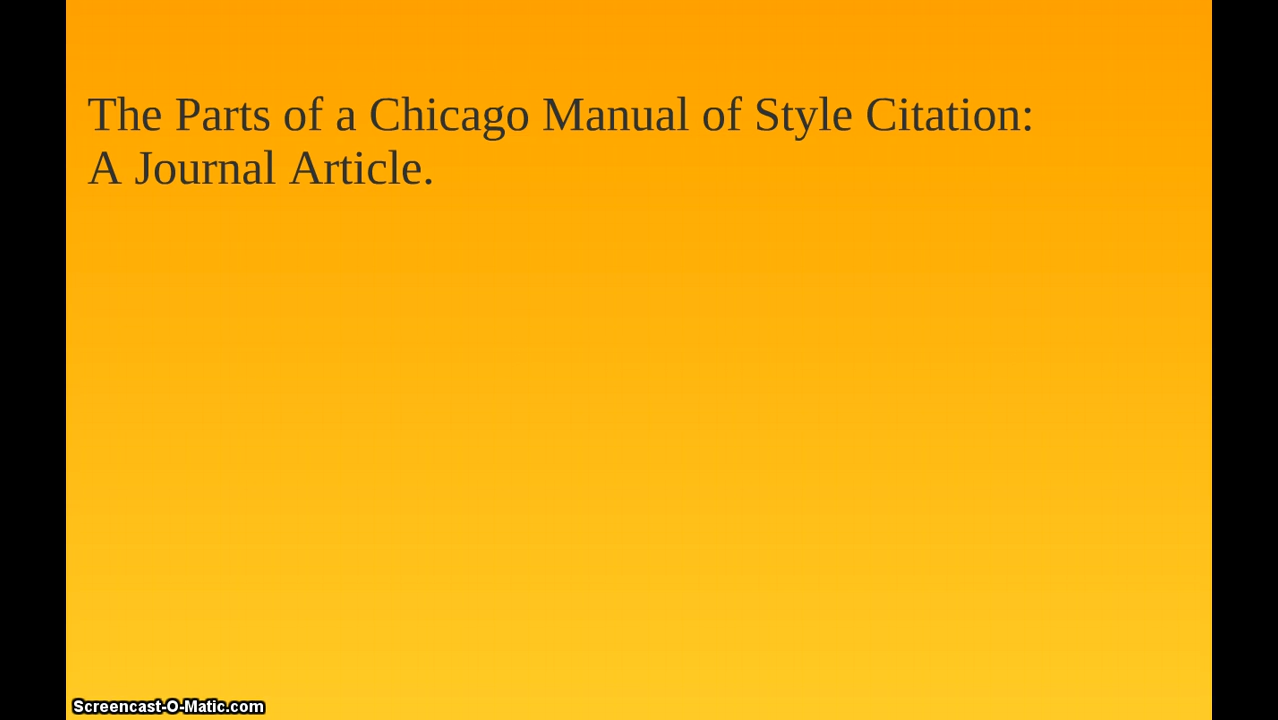 The Parts of a Chicago Manual of Style Citation:
A Journal Article.
Screencast-O-Matic.com